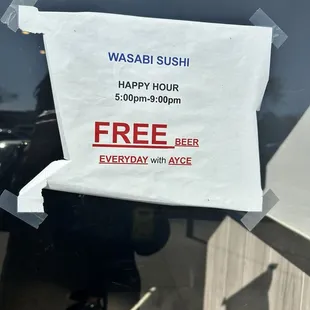 WASABI SUSHI
HAPPY HOUR
5:00pm-9:00pm
FREE BEER
EVERYDAY with AYCE